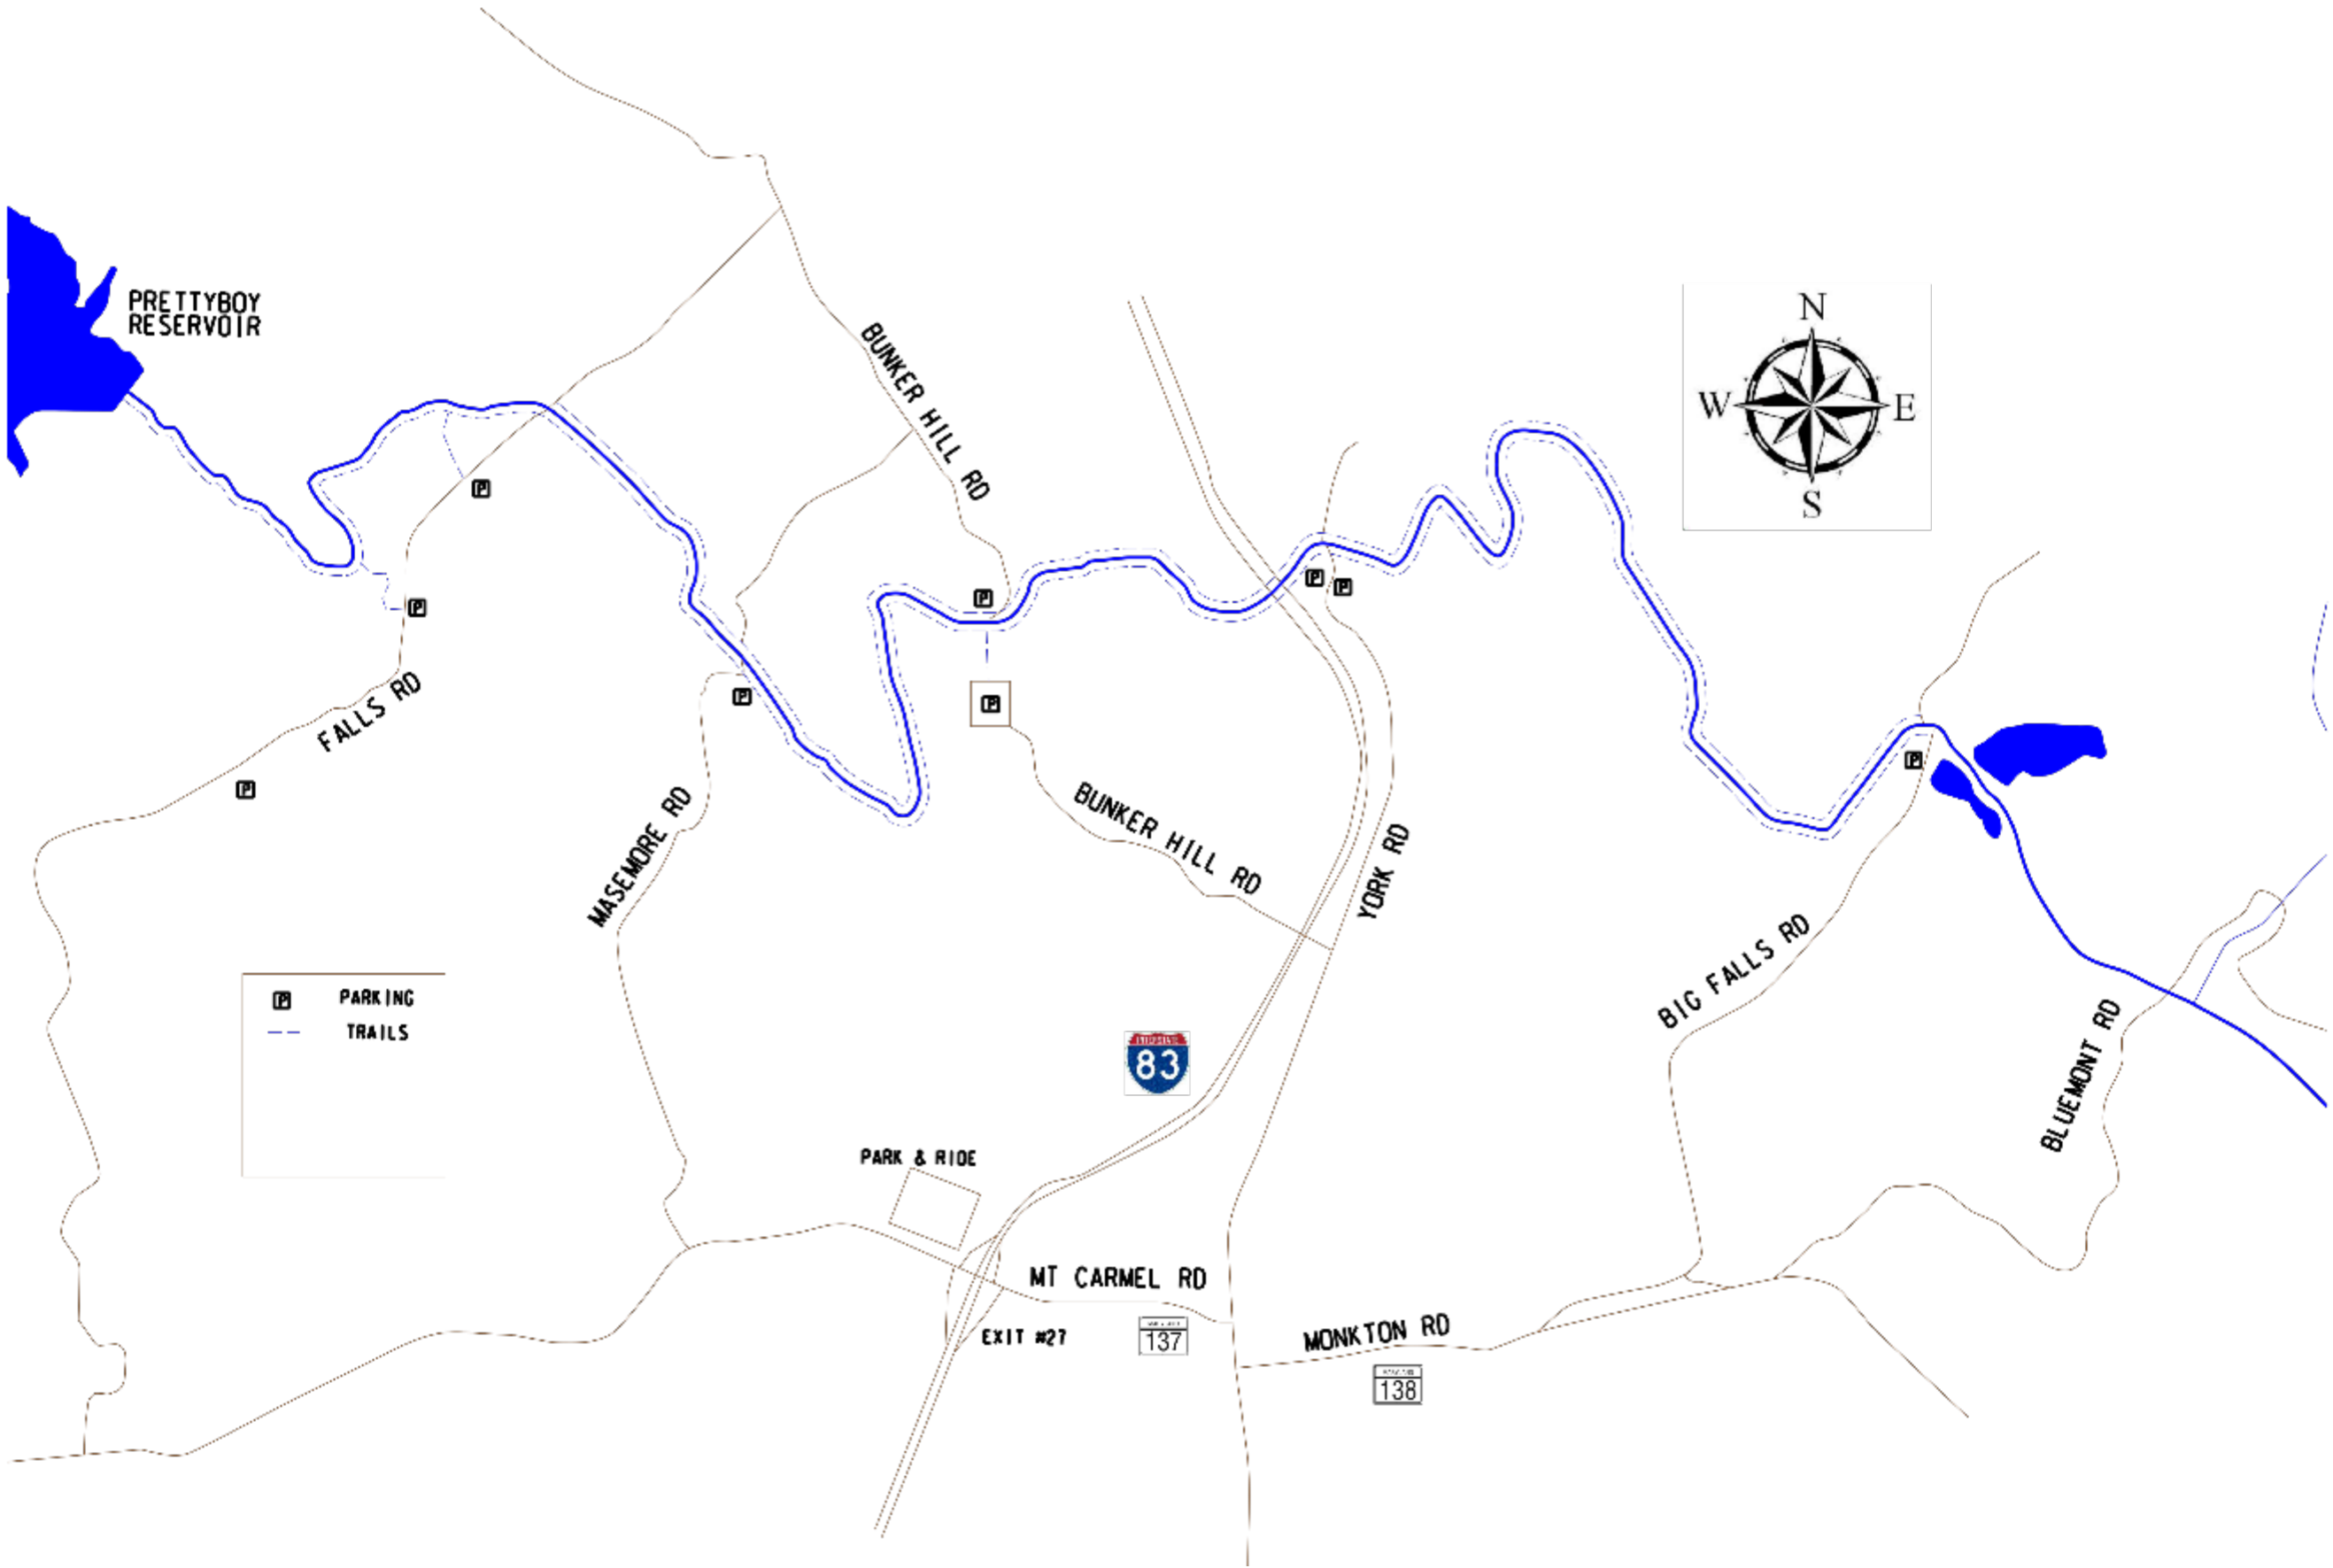 N
W
E
S
PRETTYBOY
RESERVOIR
BUNKER HILL RD
P
P
P
P
P
P
FALLS RD
P
P
P
P
MASEMORE RD
BUNKER HILL RD
YORK RD
BIG FALLS RD
BLUEMONT RD
P PARKING
TRAILS
INTERSTATE
83
PARK & RIDE
MT CARMEL RD
EXIT #27
137
MONKTON RD
138